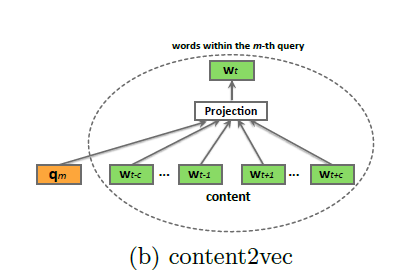 words within the m-th query
wt
Projection
qm wt-c ... wt-1 wt+1 ... wt+c
content
(b) content2vec